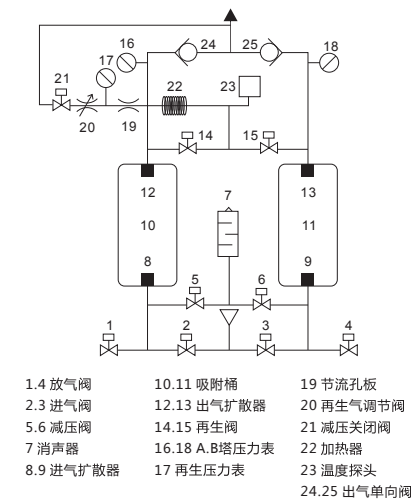 16
24
25
18
17
21
22
23
20
19
14
15
12
7
13
10
11
8
9
5
6
1
2
3
4
1.4 放气阀
10.11 吸附桶
19 节流孔板
2.3 进气阀
12.13 出气扩散器
20 再生气调节阀
5.6 减压阀
14.15 再生阀
21 减压关闭阀
7 消声器
16.18 A.B塔压力表
22 加热器
8.9 进气扩散器
17 再生压力表
23 温度探头
24.25 出气单向阀